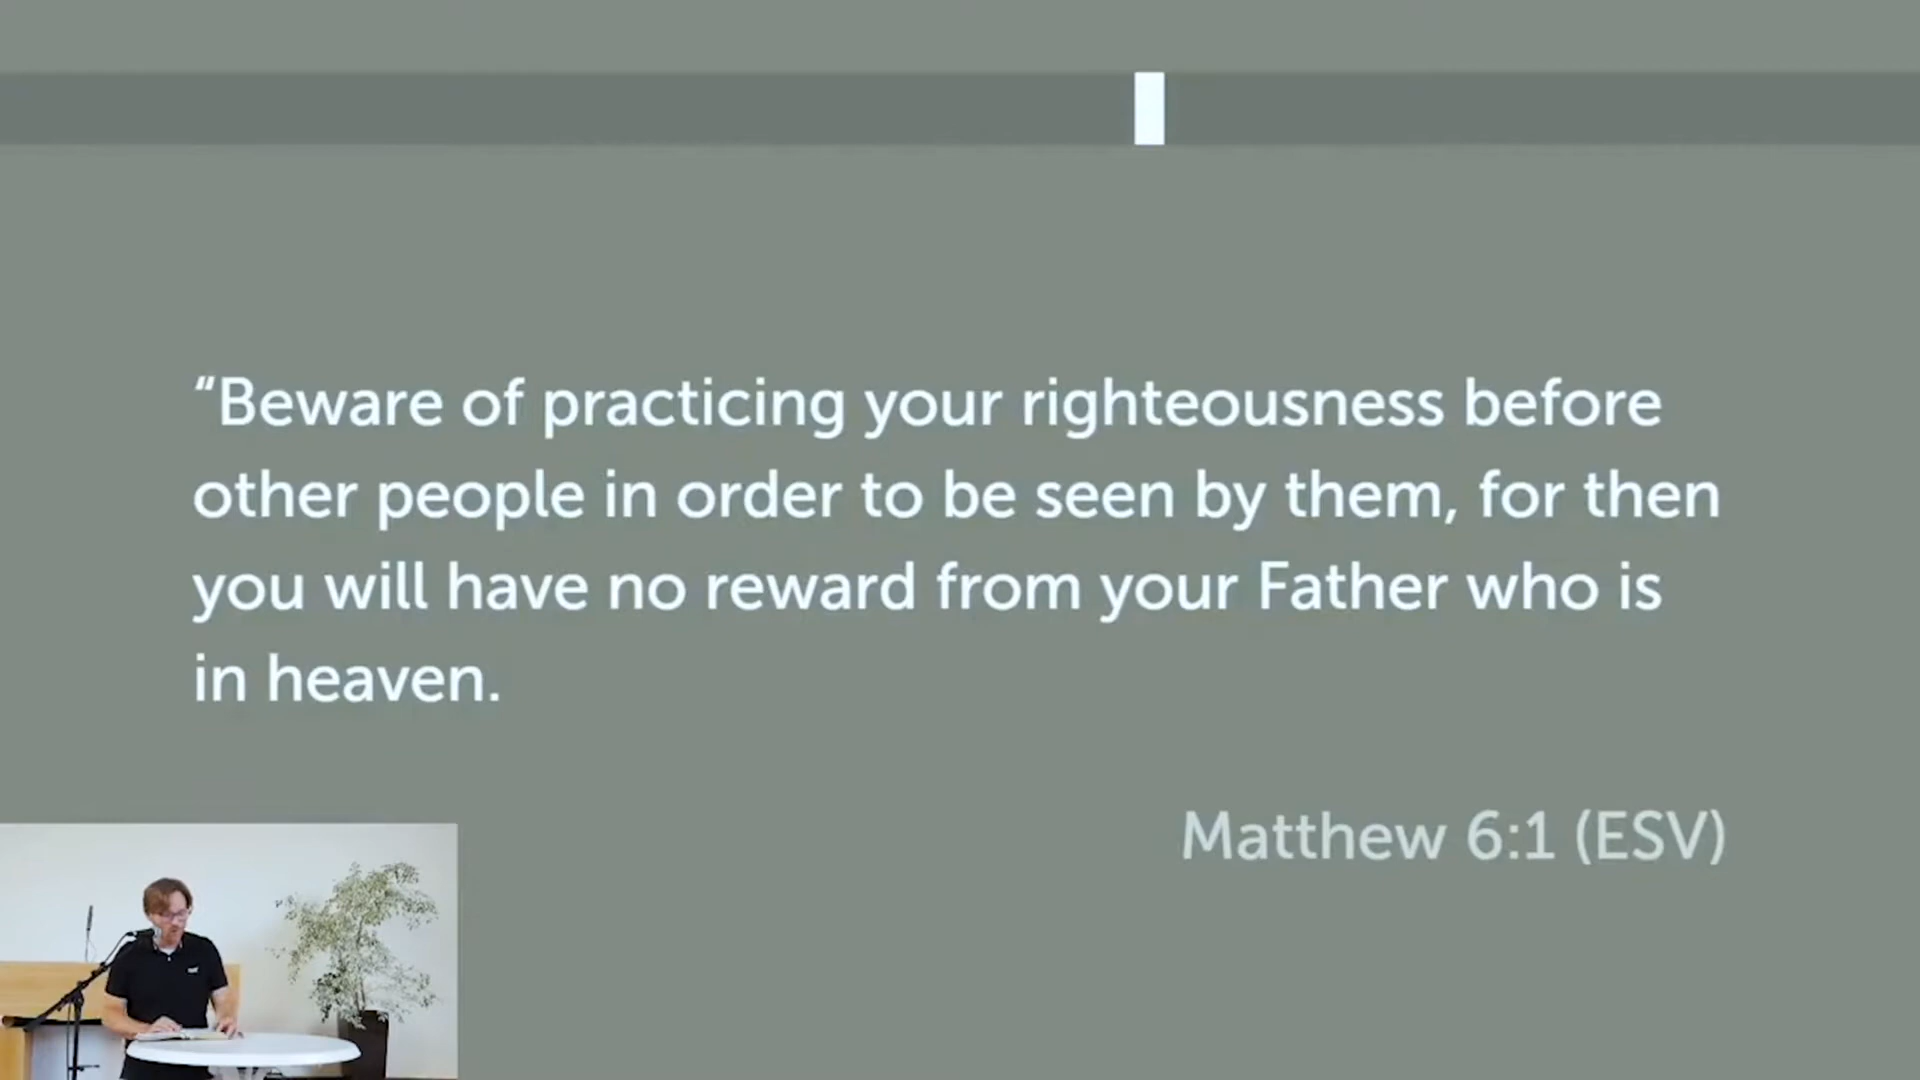 “Beware of practicing your righteousness before
other people in order to be seen by them, for then
you will have no reward from your Father who is
in heaven.
Matthew 6:1 (ESV)